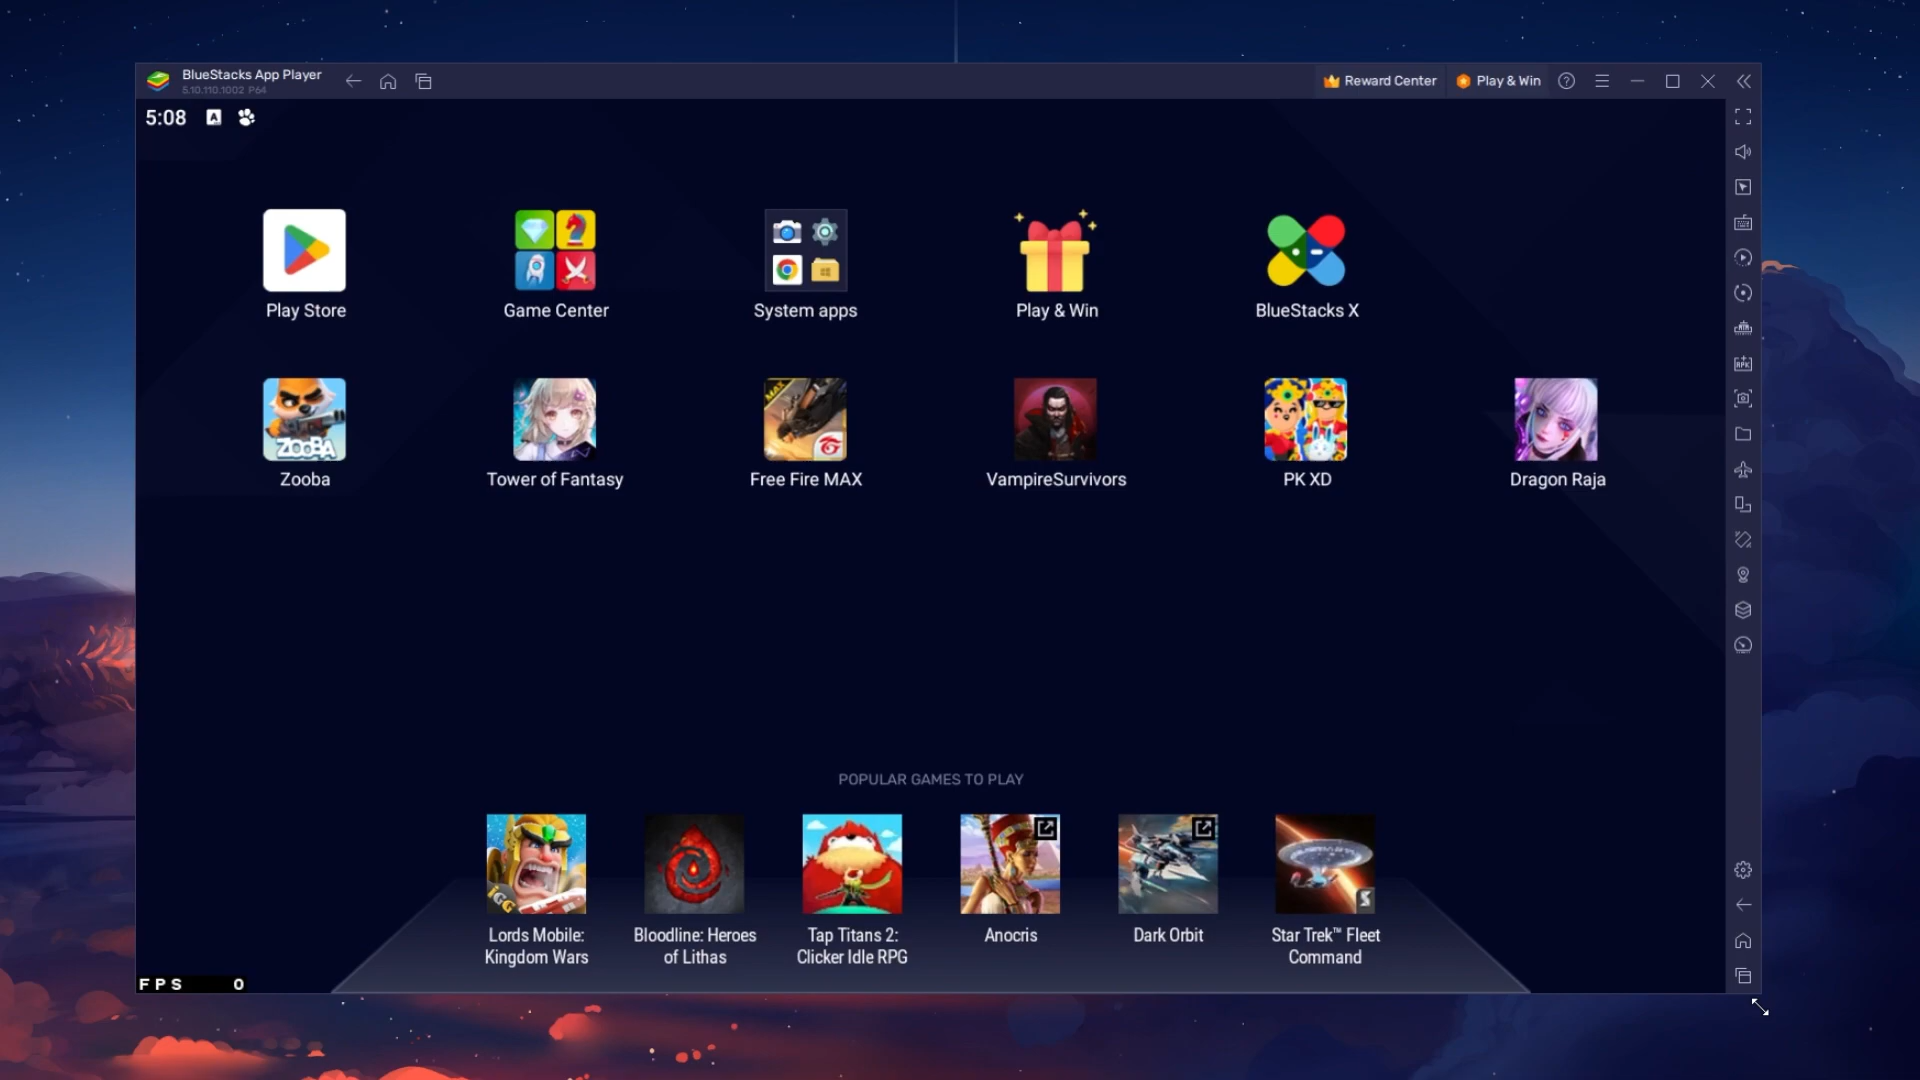 BlueStacks App Player
5.10.110.1002 P64
Reward Center
Play & Win
5:08
Play Store
Game Center
System apps
Play & Win
BlueStacks X
MAX
ZOOBA
Zooba
Tower of Fantasy
Free Fire MAX
VampireSurvivors
PK XD
Dragon Raja
POPULAR GAMES TO PLAY
IGG
Lords Mobile:
Kingdom Wars
Bloodline: Heroes
of Lithas
Tap Titans 2:
Clicker Idle RPG
Anocris
Dark Orbit
Star Trek™ Fleet
Command
FPS 0